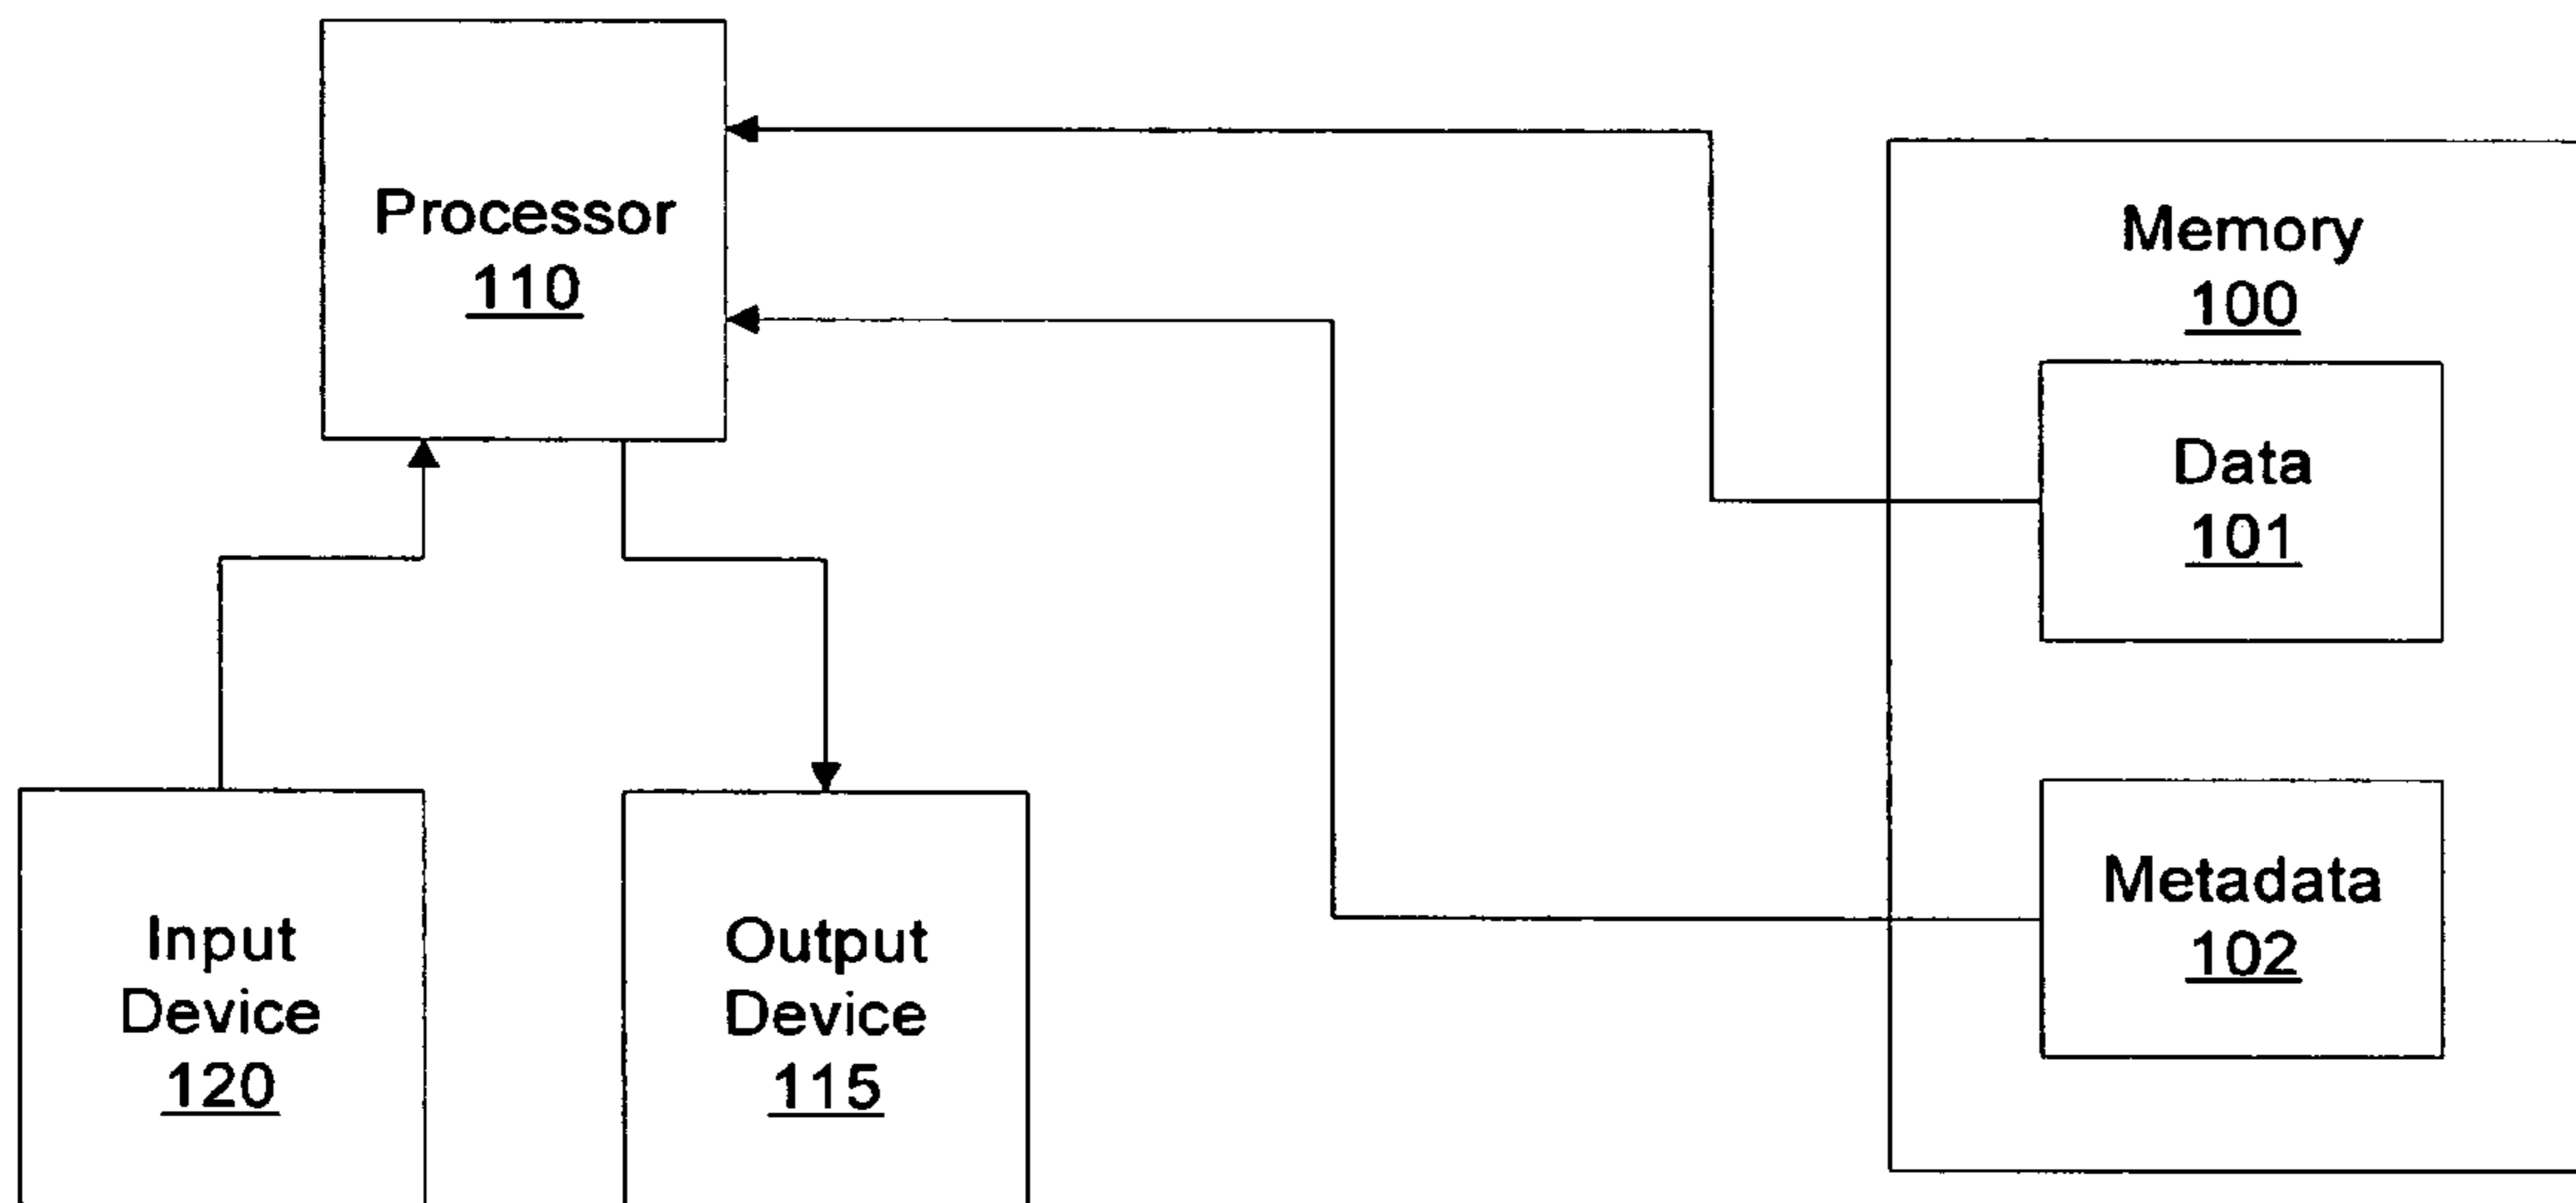 Processor
110
Memory
100
Data
101
Metadata
102
Input
Device
120
Output
Device
115